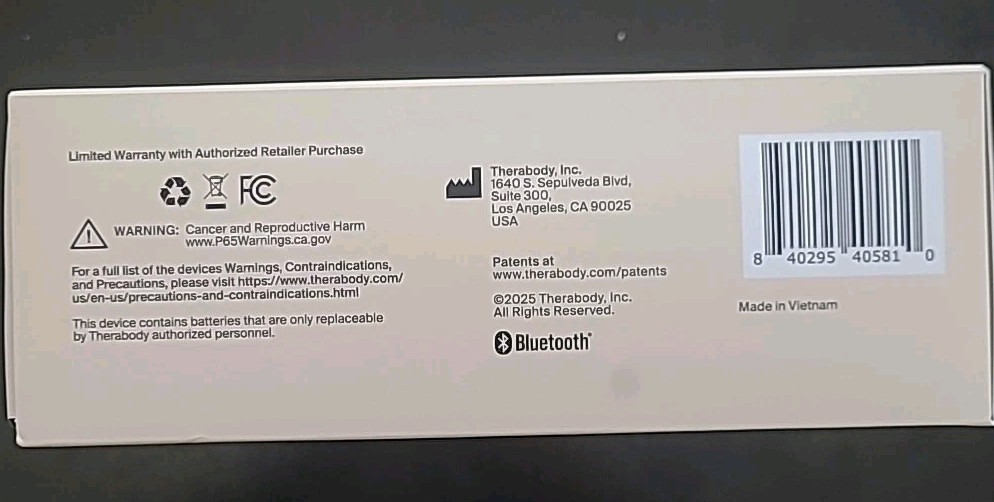 Limited Warranty with Authorized Retailer Purchase
FC
WARNING: Cancer and Reproductive Harm
www.P65Warnings.ca.gov
For a full list of the devices Warnings, Contraindications,
and Precautions, please visit https://www.therabody.com/
us/en-us/precautions-and-contraindications.html
This device contains batteries that are only replaceable
by Therabody authorized personnel.
Therabody, Inc.
1640 S. Sepulveda Blvd,
Suite 300,
Los Angeles, CA 90025
USA
Patents at
www.therabody.com/patents
©2025 Therabody, Inc.
All Rights Reserved.
Bluetooth®
8 40295 40581 0
Made in Vietnam